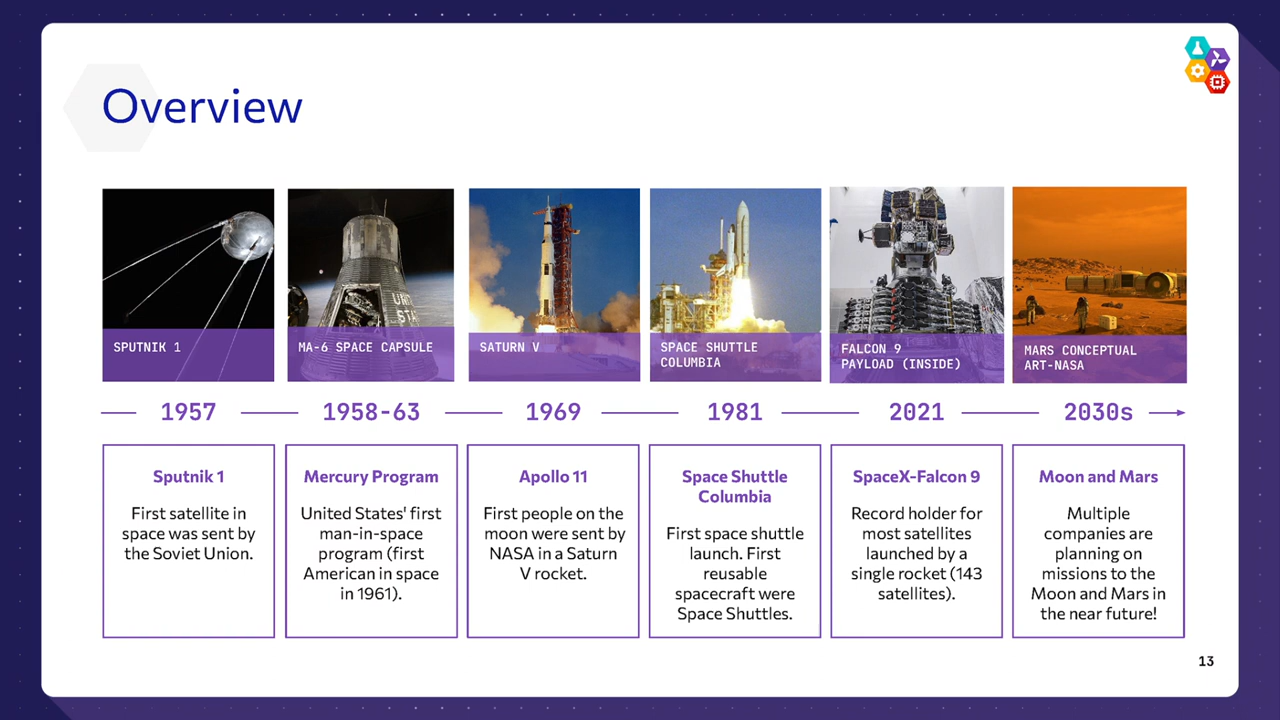 Overview
SPUTNIK 1
MA-6 SPACE CAPSULE
SATURN V
SPACE SHUTTLE
COLUMBIA
FALCON 9
PAYLOAD (INSIDE)
MARS CONCEPTUAL
ART-NASA
1957
1958-63
1969
1981
2021
2030s
Sputnik 1
First satellite in
space was sent by
the Soviet Union.
Mercury Program
United States' first
man-in-space
program (first
American in space
in 1961).
Apollo 11
First people on the
moon were sent by
NASA in a Saturn
V rocket.
Space Shuttle
Columbia
First space shuttle
launch. First
reusable
spacecraft were
Space Shuttles.
SpaceX-Falcon 9
Record holder for
most satellites
launched by a
single rocket (143
satellites).
Moon and Mars
Multiple
companies are
planning on
missions to the
Moon and Mars in
the near future!
13